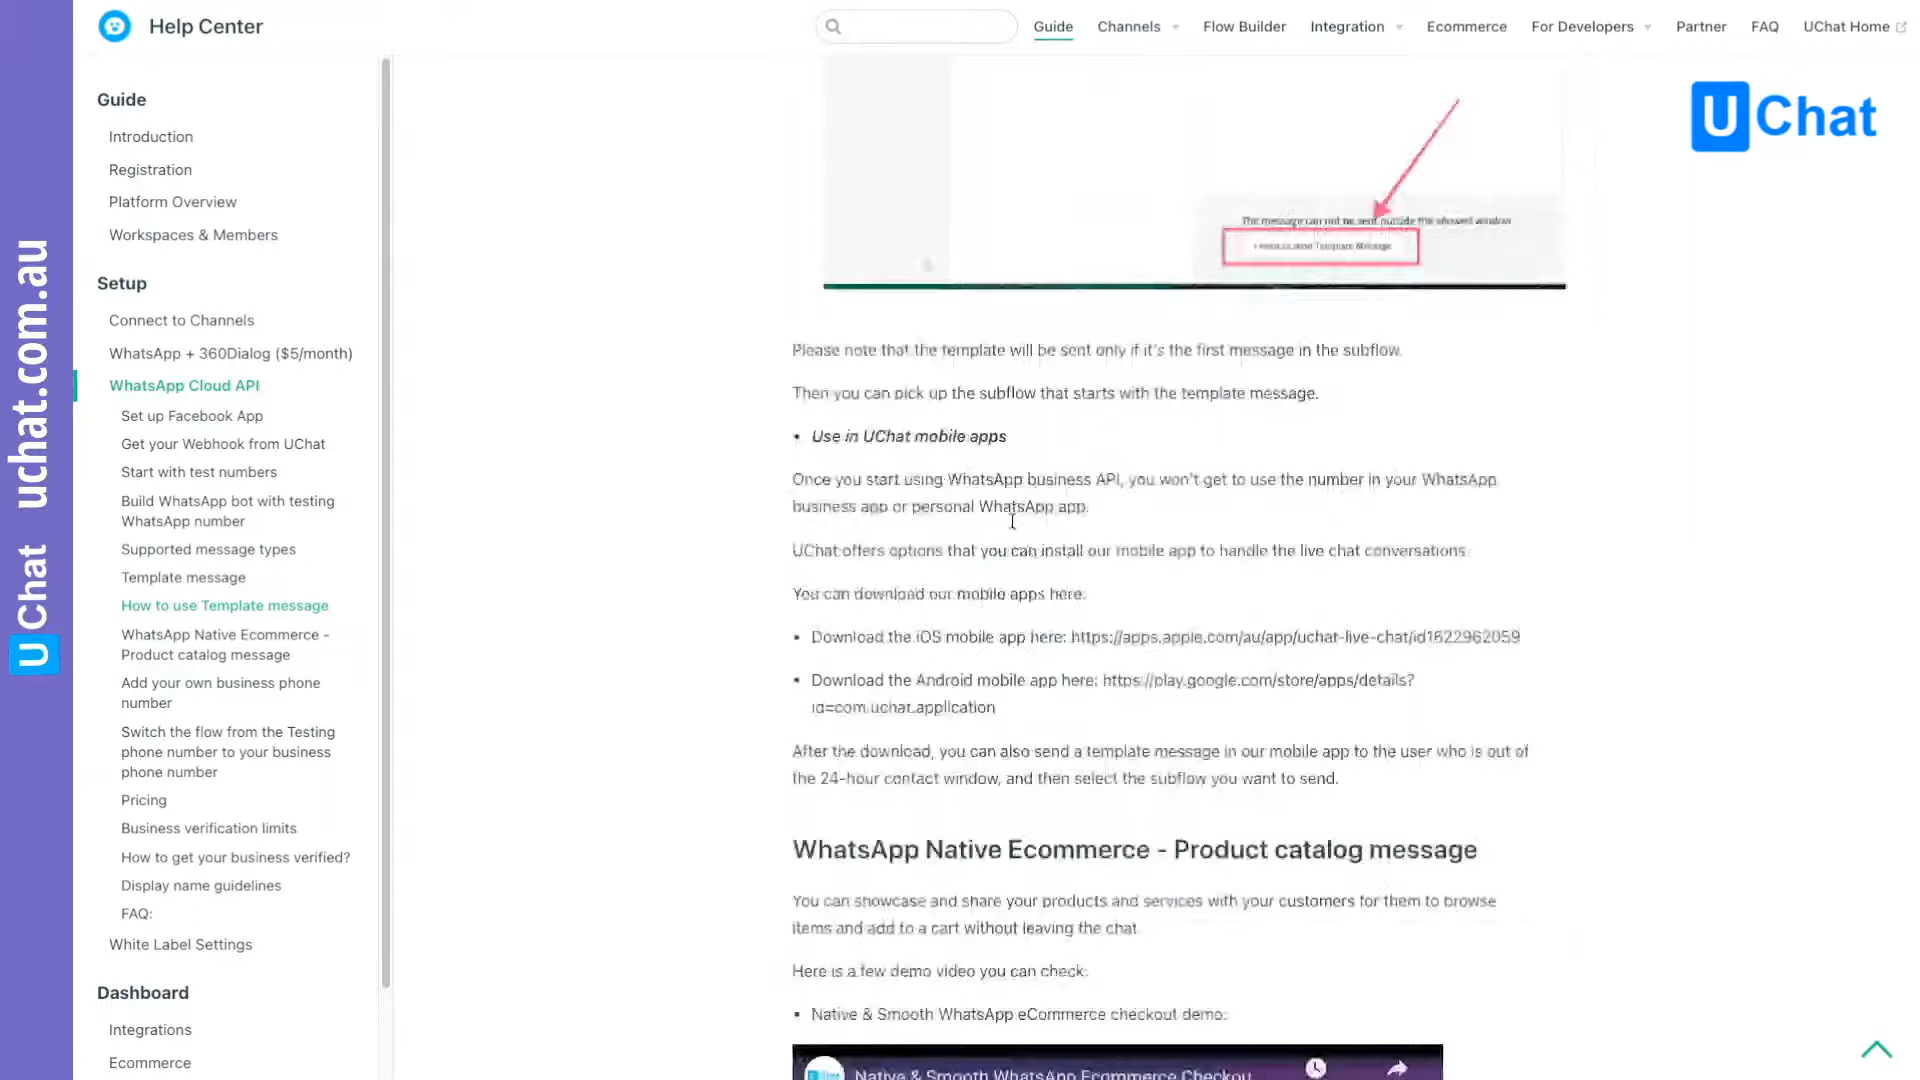 Help Center
Guide
Channels
Flow Builder
Integration
Ecommerce
For Developers
Partner
FAQ
UChat Home
U Chat
U Chat uchat.com.au
Guide
Introduction
Registration
Platform Overview
Workspaces & Members
Setup
Connect to Channels
WhatsApp + 360Dialog ($5/month)
WhatsApp Cloud API
Set up Facebook App
Get your Webhook from UChat
Start with test numbers
Build WhatsApp bot with testing
WhatsApp number
Supported message types
Template message
How to use Template message
WhatsApp Native Ecommerce -
Product catalog message
Add your own business phone
number
Switch the flow from the Testing
phone number to your business
phone number
Pricing
Business verification limits
How to get your business verified?
Display name guidelines
FAQ:
White Label Settings
Dashboard
Integrations
Ecommerce
The message can not be sent outside the allowed window
Template Message
Please note that the template will be sent only if it's the first message in the subflow.
Then you can pick up the subflow that starts with the template message.
• Use in UChat mobile apps
Once you start using WhatsApp business API, you won't get to use the number in your WhatsApp
business app or personal WhatsApp app.
UChat offers options that you can install our mobile app to handle the live chat conversations.
You can download our mobile apps here.
• Download the iOS mobile app here: https://apps.apple.com/au/app/uchat-live-chat/id1622962059
• Download the Android mobile app here: https://play.google.com/store/apps/details?
id=com.uchat.application
After the download, you can also send a template message in our mobile app to the user who is out of
the 24-hour contact window, and then select the subflow you want to send.
WhatsApp Native Ecommerce - Product catalog message
You can showcase and share your products and services with your customers for them to browse
items and add to a cart without leaving the chat.
Here is a few demo video you can check:
• Native & Smooth WhatsApp eCommerce checkout demo:
Native & Smooth WhatsApp Ecommerce Checkout